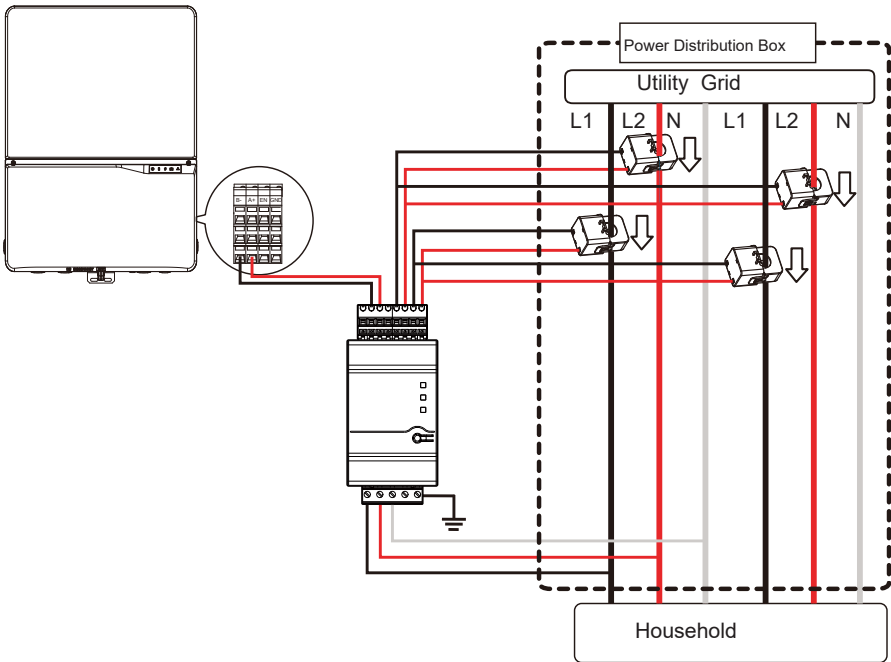 Power Distribution Box
Utility Grid
L1 L2 N L1 L2 N
B- A+ EN GND
Household